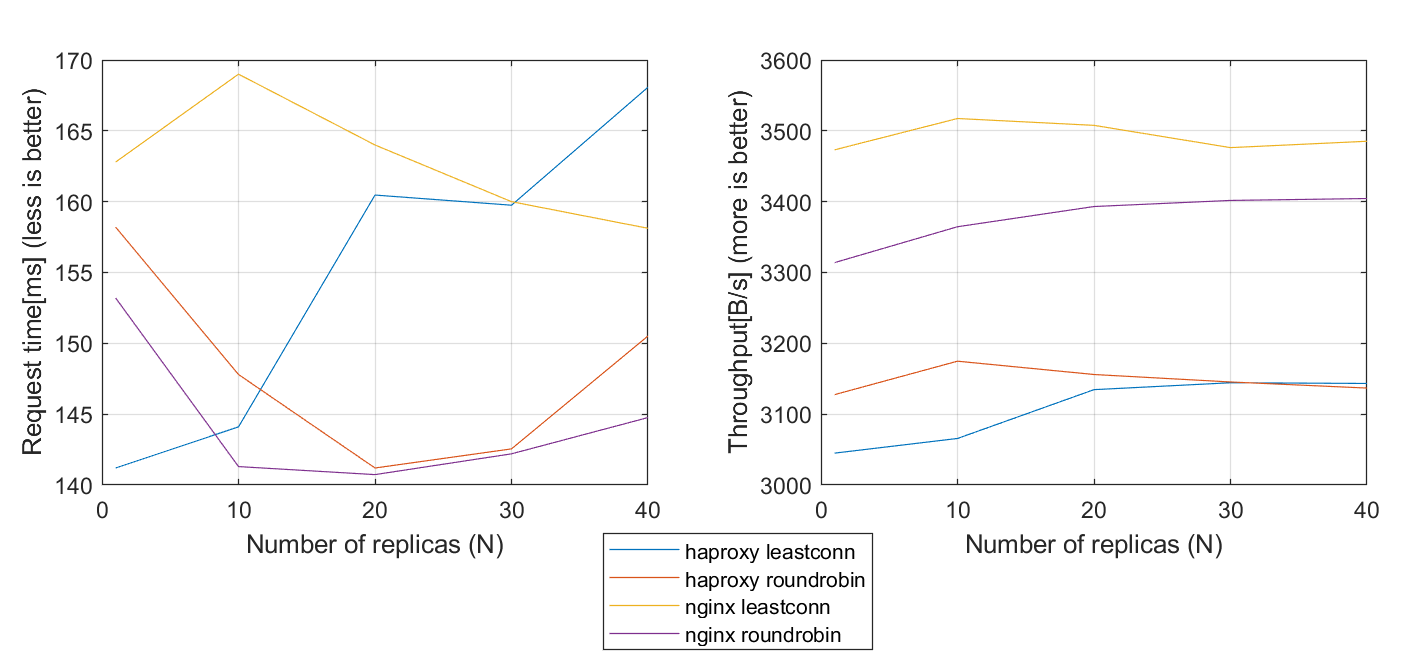 170
165
160
155
150
145
140
Request time[ms] (less is better)
0 10 20 30 40
Number of replicas (N)
3600
3500
3400
3300
3200
3100
3000
Throughput[B/s] (more is better)
0 10 20 30 40
Number of replicas (N)
haproxy leastconn
haproxy roundrobin
nginx leastconn
nginx roundrobin